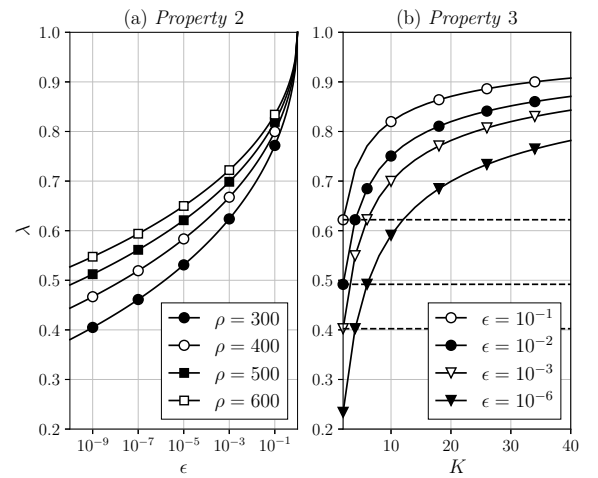 (a) Property 2
(b) Property 3
1.0
0.9
0.8
0.7
0.6
0.5
0.4
0.3
0.2
λ
10⁻⁹ 10⁻⁷ 10⁻⁵ 10⁻³ 10⁻¹
ϵ
ρ = 300
ρ = 400
ρ = 500
ρ = 600
1.0
0.9
0.8
0.7
0.6
0.5
0.4
0.3
0.2
10 20 30 40
K
ϵ = 10⁻¹
ϵ = 10⁻²
ϵ = 10⁻³
ϵ = 10⁻⁶